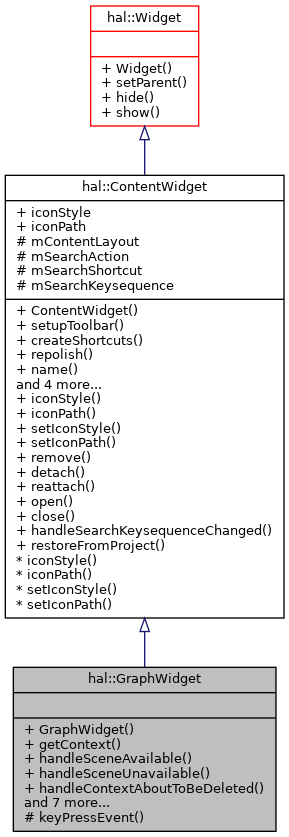 hal::Widget
+ Widget()
+ setParent()
+ hide()
+ show()
hal::ContentWidget
+ iconStyle
+ iconPath
# mContentLayout
# mSearchAction
# mSearchShortcut
# mSearchKeysequence
+ ContentWidget()
+ setupToolbar()
+ createShortcuts()
+ repolish()
+ name()
and 4 more...
+ iconStyle()
+ iconPath()
+ setIconStyle()
+ setIconPath()
+ remove()
+ detach()
+ reattach()
+ open()
+ close()
+ handleSearchKeysequenceChanged()
+ restoreFromProject()
* iconStyle()
* iconPath()
* setIconStyle()
* setIconPath()
hal::GraphWidget
+ GraphWidget()
+ getContext()
+ handleSceneAvailable()
+ handleSceneUnavailable()
+ handleContextAboutToBeDeleted()
and 7 more...
# keyPressEvent()